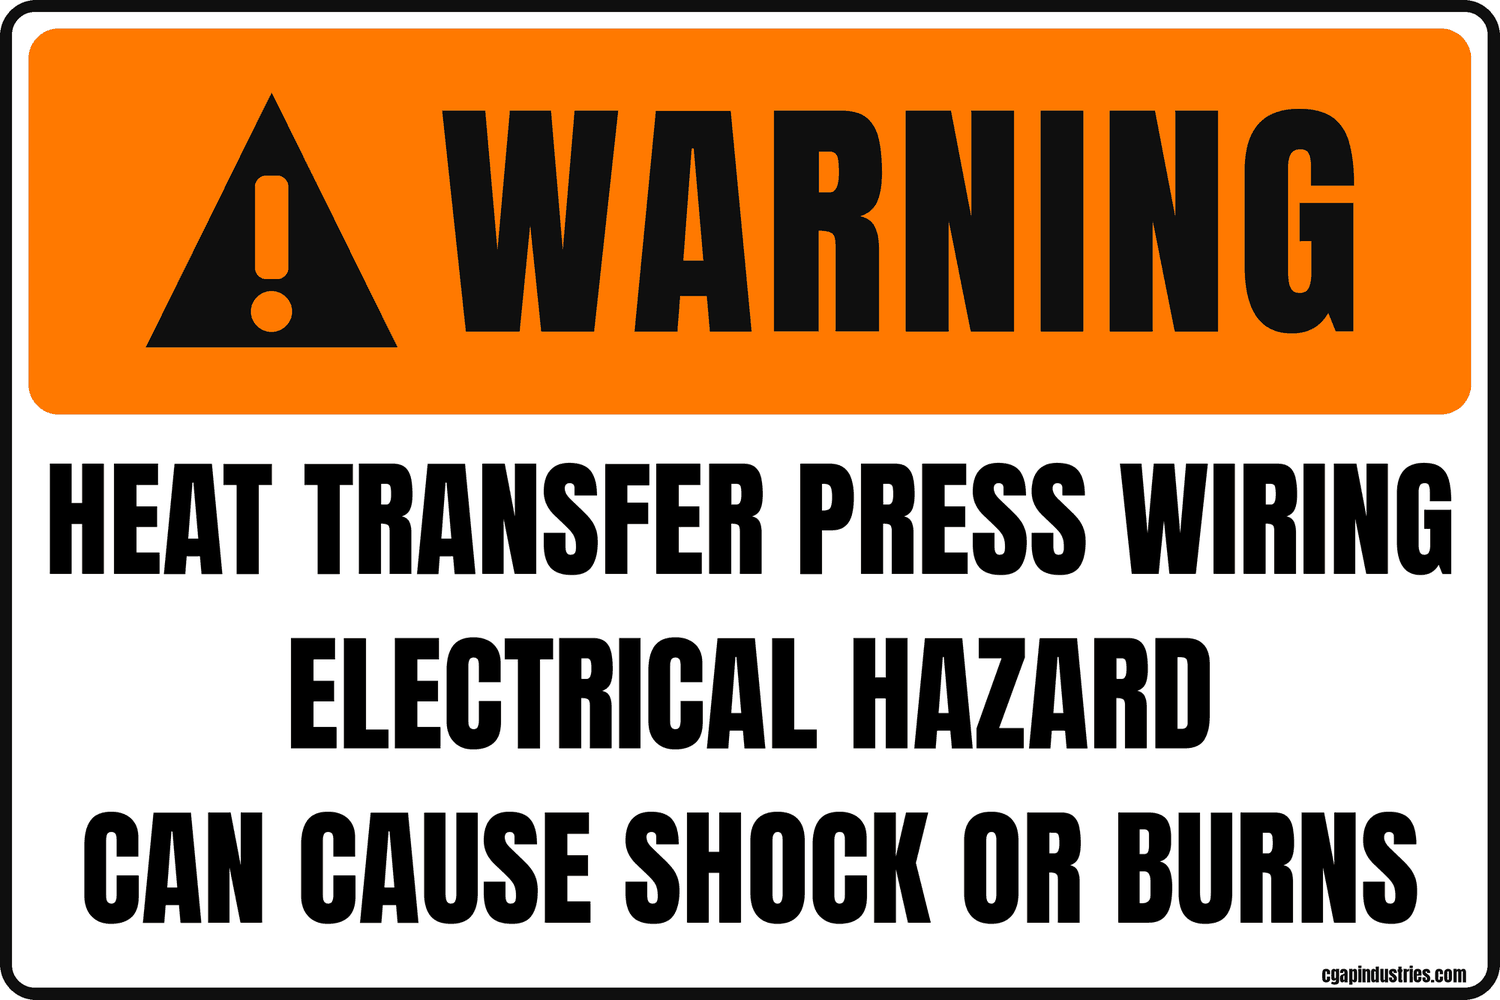 WARNING
HEAT TRANSFER PRESS WIRING
ELECTRICAL HAZARD
CAN CAUSE SHOCK OR BURNS
cgapindustries.com